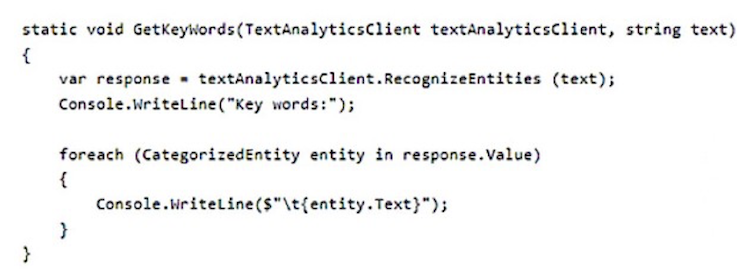 static void GetKeyWords(TextAnalyticsClient textAnalyticsClient, string text)
{
    var response = textAnalyticsClient.RecognizeEntities (text);
    Console.WriteLine("Key words:");

    foreach (CategorizedEntity entity in response.Value)
    {
        Console.WriteLine($"\t{entity.Text}");
    }
}